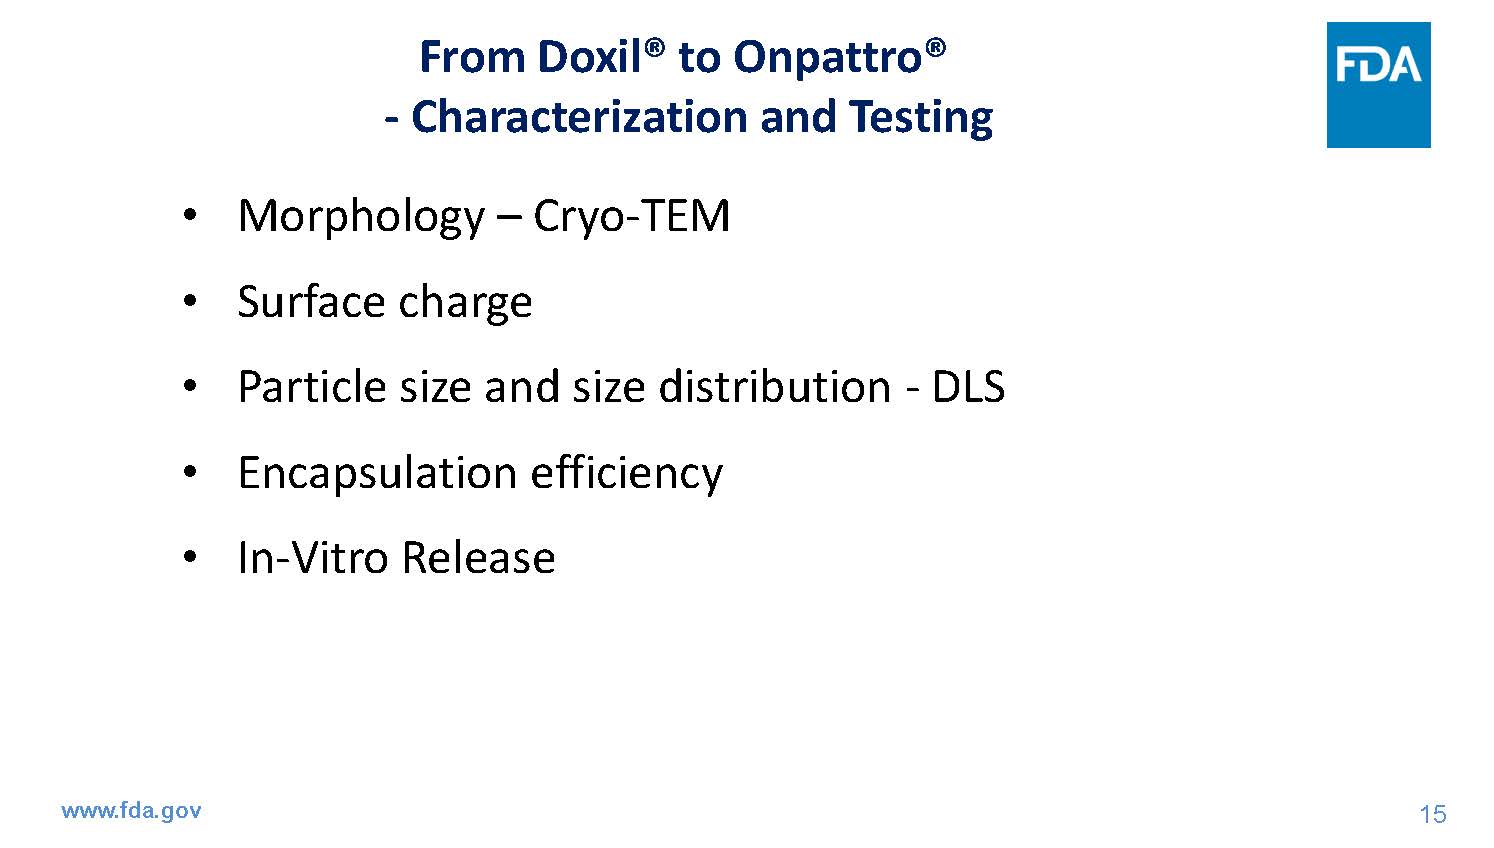 From Doxil® to Onpattro®
- Characterization and Testing
FDA
• Morphology – Cryo-TEM
• Surface charge
• Particle size and size distribution - DLS
• Encapsulation efficiency
• In-Vitro Release
www.fda.gov
15